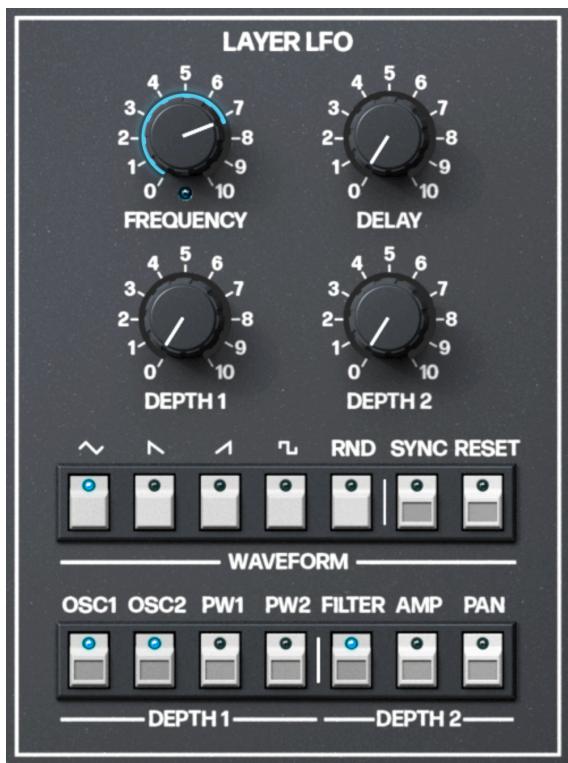 LAYER LFO
0 1 2 3 4 5 6 7 8 9 10
FREQUENCY
0 1 2 3 4 5 6 7 8 9 10
DELAY
0 1 2 3 4 5 6 7 8 9 10
DEPTH 1
0 1 2 3 4 5 6 7 8 9 10
DEPTH 2
RND SYNC RESET
WAVEFORM
OSC1 OSC2 PW1 PW2 FILTER AMP PAN
DEPTH 1 DEPTH 2